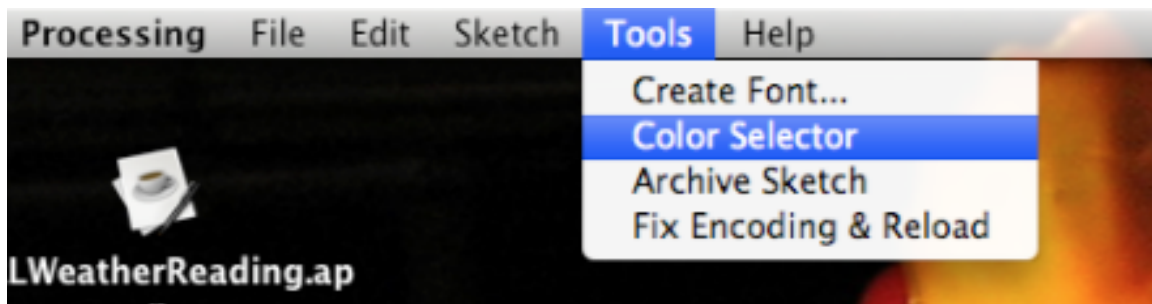 Processing File Edit Sketch Tools Help
Create Font...
Color Selector
Archive Sketch
Fix Encoding & Reload
LWeatherReading.ap